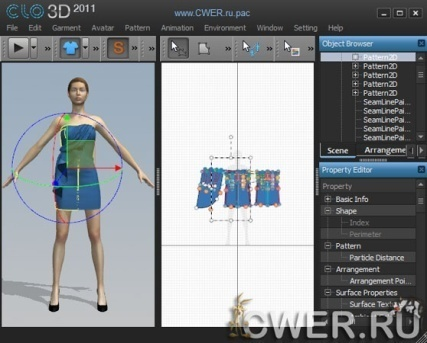 CLO 3D 2011
www.CWER.ru.pac
File Edit Garment Avatar Pattern Animation Environment Window Setting Help
S
Object Browser
Pattern2D
Pattern2D
Pattern2D
Pattern2D
Pattern2D
SeamLinePai...
SeamLinePai...
SeamLinePai...
SeamLinePai...
Scene Arrangeme
Property Editor
Property
Basic Info
Shape
Index
Perimeter
Pattern
Particle Distance
Arrangement
Arrangement Poi...
Surface Properties
Surface Textu
CWER.RU